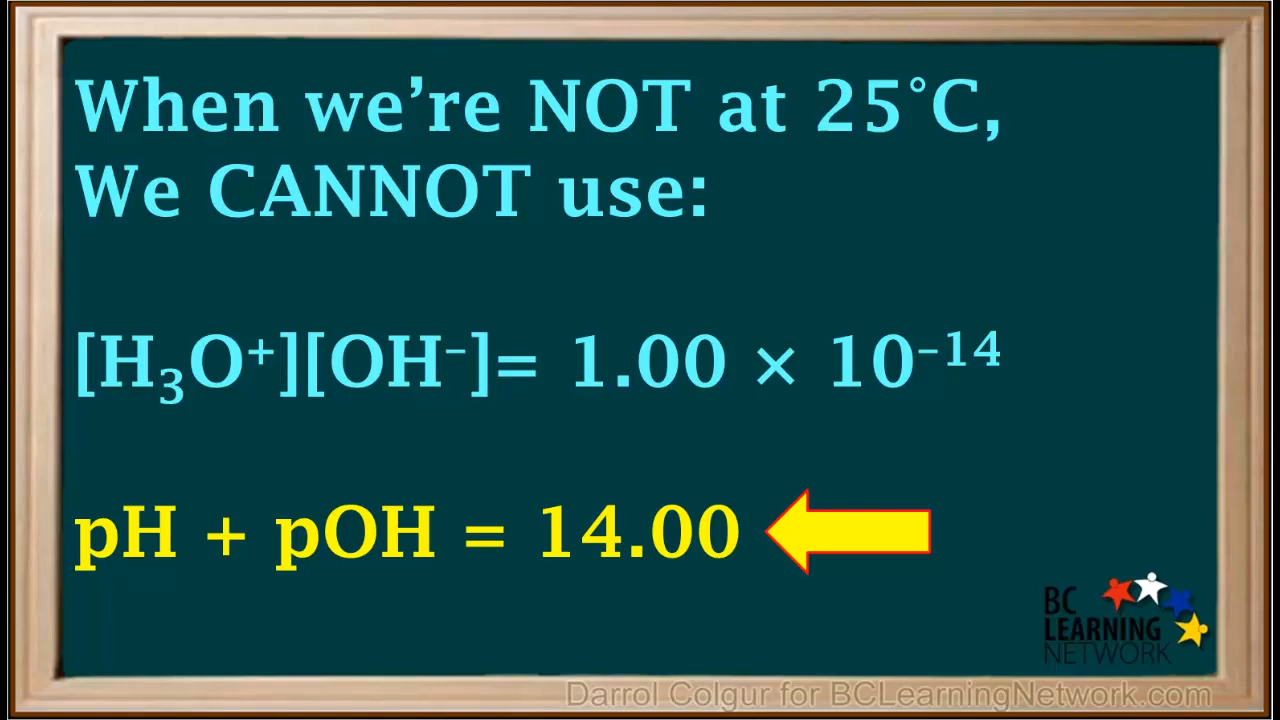 When we’re NOT at 25°C,
We CANNOT use:
[H₃O⁺][OH⁻]= 1.00 × 10⁻¹⁴
pH + pOH = 14.00
BC
LEARNING
NETWORK
Darrol Colgur for BCLearningNetwork.com